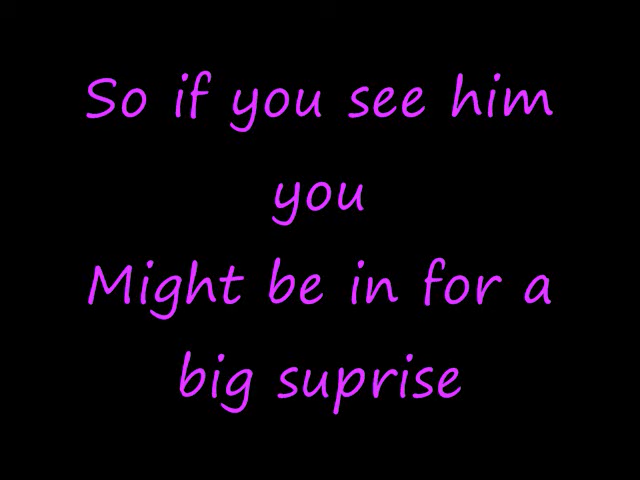 So if you see him
you
Might be in for a
big suprise